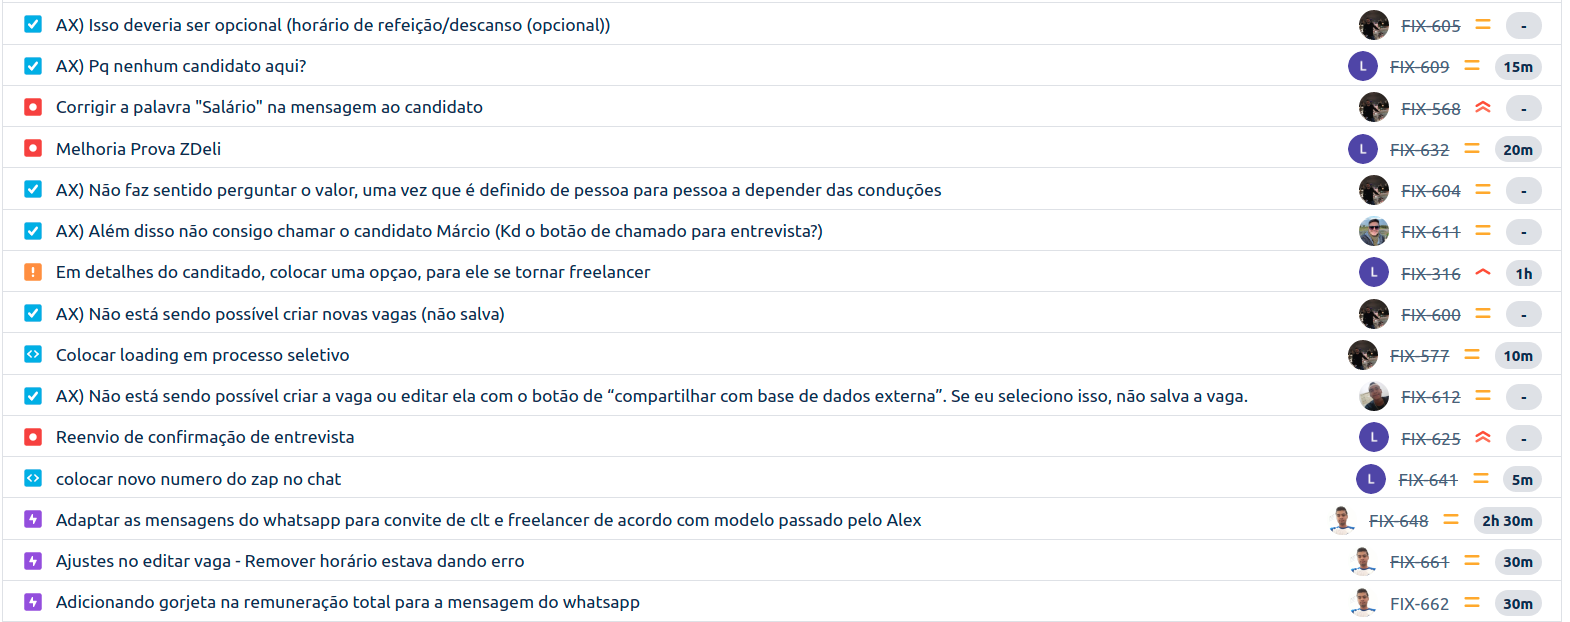 AX) Isso deveria ser opcional (horário de refeição/descanso (opcional)) FIX-605 -
AX) Pq nenhum candidato aqui? L FIX-609 15m
Corrigir a palavra "Salário" na mensagem ao candidato FIX-568 -
Melhoria Prova ZDeli L FIX-632 20m
AX) Não faz sentido perguntar o valor, uma vez que é definido de pessoa para pessoa a depender das conduções FIX-604 -
AX) Além disso não consigo chamar o candidato Márcio (Kd o botão de chamado para entrevista?) FIX-611 -
Em detalhes do canditado, colocar uma opçao, para ele se tornar freelancer L FIX-316 1h
AX) Não está sendo possível criar novas vagas (não salva) FIX-600 -
Colocar loading em processo seletivo FIX-577 10m
AX) Não está sendo possível criar a vaga ou editar ela com o botão de “compartilhar com base de dados externa”. Se eu seleciono isso, não salva a vaga. FIX-612 -
Reenvio de confirmação de entrevista L FIX-625 -
colocar novo numero do zap no chat L FIX-641 5m
Adaptar as mensagens do whatsapp para convite de clt e freelancer de acordo com modelo passado pelo Alex FIX-648 2h 30m
Ajustes no editar vaga - Remover horário estava dando erro FIX-661 30m
Adicionando gorjeta na remuneração total para a mensagem do whatsapp FIX-662 30m